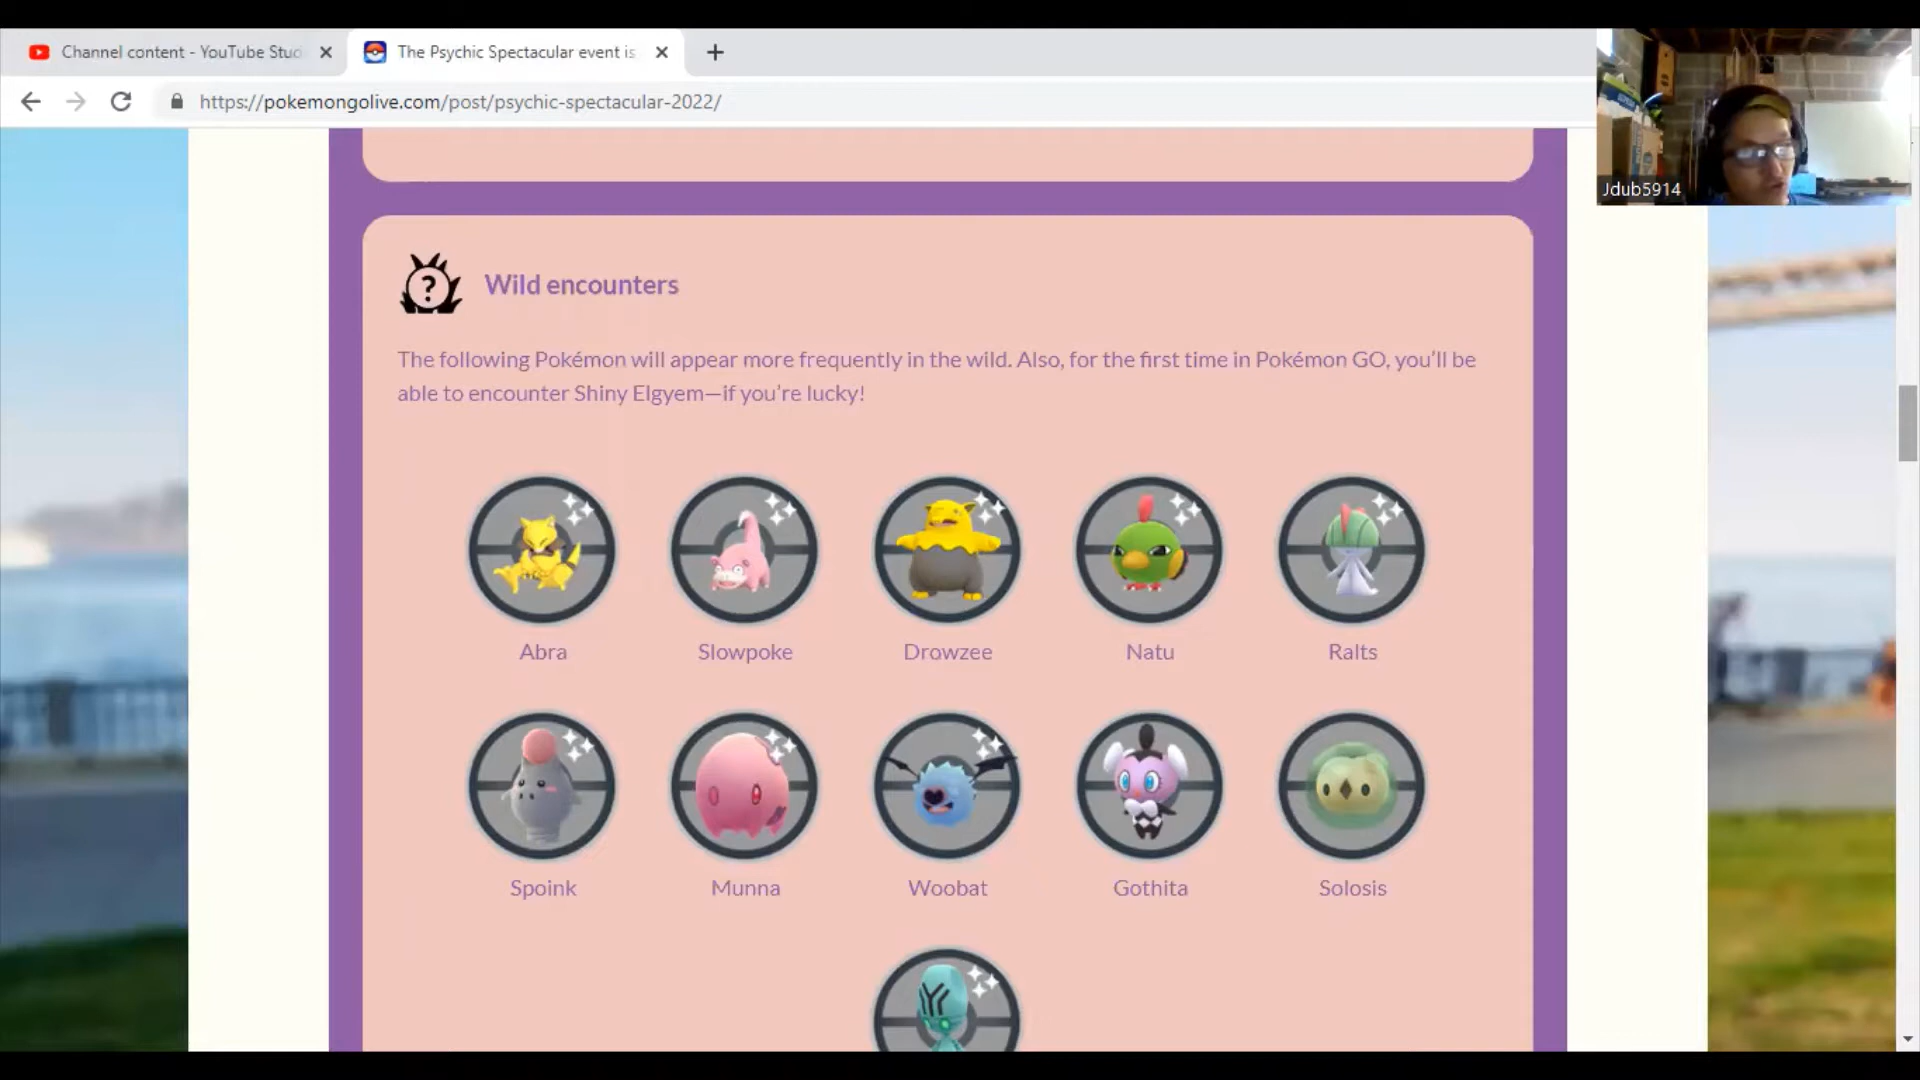 Channel content - YouTube Stud
The Psychic Spectacular event is
https://pokemongolive.com/post/psychic-spectacular-2022/
Jdub5914
?
Wild encounters
The following Pokémon will appear more frequently in the wild. Also, for the first time in Pokémon GO, you’ll be
able to encounter Shiny Elgyem—if you’re lucky!
Abra
Slowpoke
Drowzee
Natu
Ralts
Spoink
Munna
Woobat
Gothita
Solosis